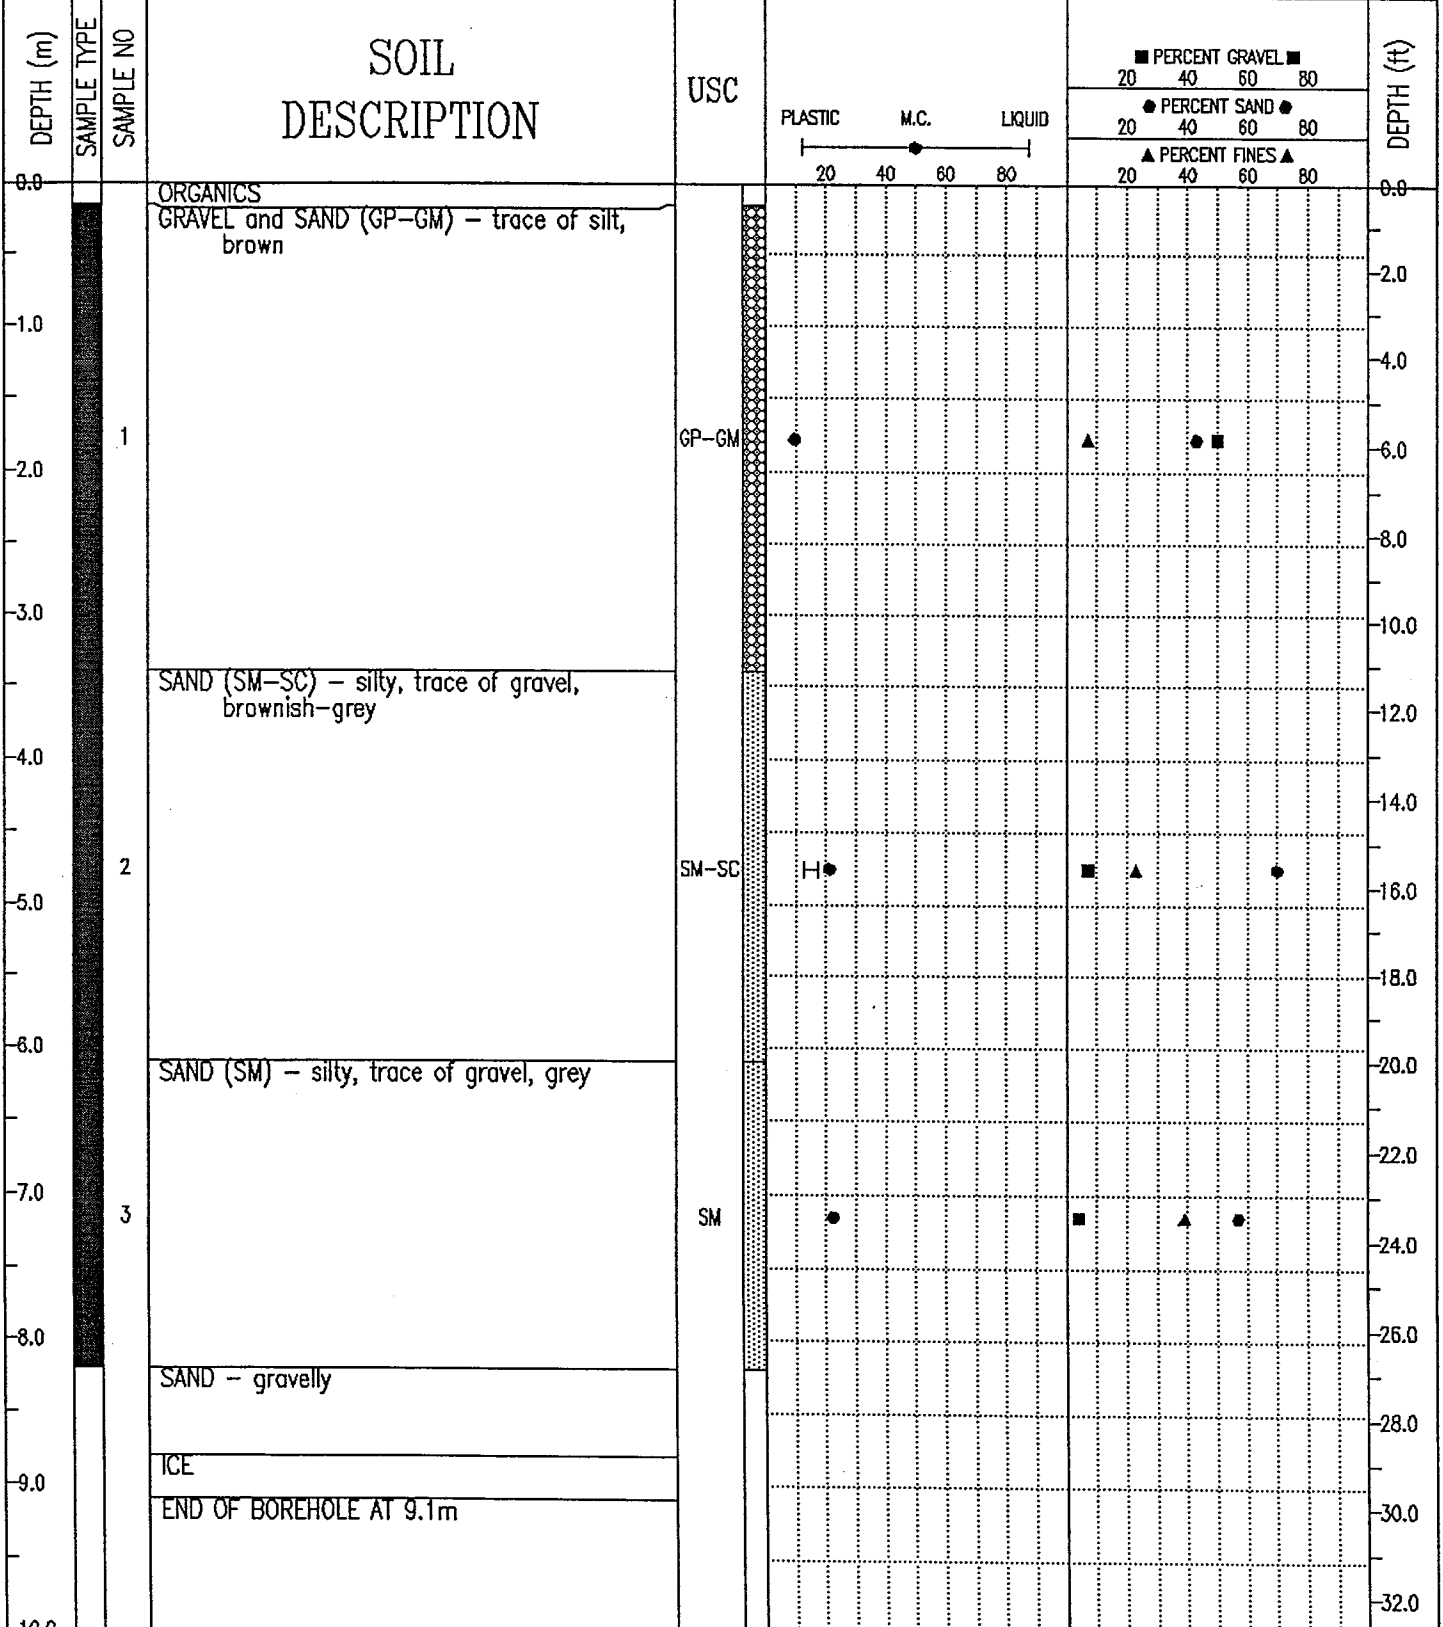 DEPTH (m)
SAMPLE TYPE
SAMPLE NO
SOIL
DESCRIPTION
USC
PLASTIC M.C. LIQUID
20 40 60 80
■ PERCENT GRAVEL ■
20 40 60 80
● PERCENT SAND ●
20 40 60 80
▲ PERCENT FINES ▲
20 40 60 80
DEPTH (ft)
0.0
ORGANICS
0.0
GRAVEL and SAND (GP-GM) – trace of silt,
brown
2.0
1.0
4.0
1
GP-GM
6.0
2.0
8.0
3.0
10.0
SAND (SM-SC) – silty, trace of gravel,
brownish-grey
12.0
4.0
14.0
2
SM-SC
16.0
5.0
18.0
6.0
20.0
SAND (SM) – silty, trace of gravel, grey
22.0
7.0
3
SM
24.0
8.0
26.0
SAND – gravelly
28.0
ICE
9.0
END OF BOREHOLE AT 9.1m
30.0
32.0